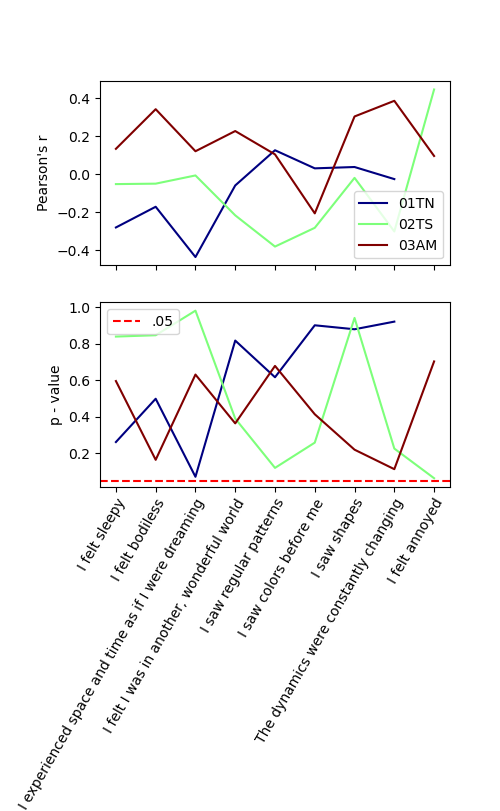 0.4
0.2
0.0
−0.2
−0.4
Pearson's r
01TN
02TS
03AM
1.0
0.8
0.6
0.4
0.2
p - value
.05
I felt sleepy
I felt bodiless
I experienced space and time as if I were dreaming
I felt I was in another, wonderful world
I saw regular patterns
I saw colors before me
I saw shapes
The dynamics were constantly changing
I felt annoyed